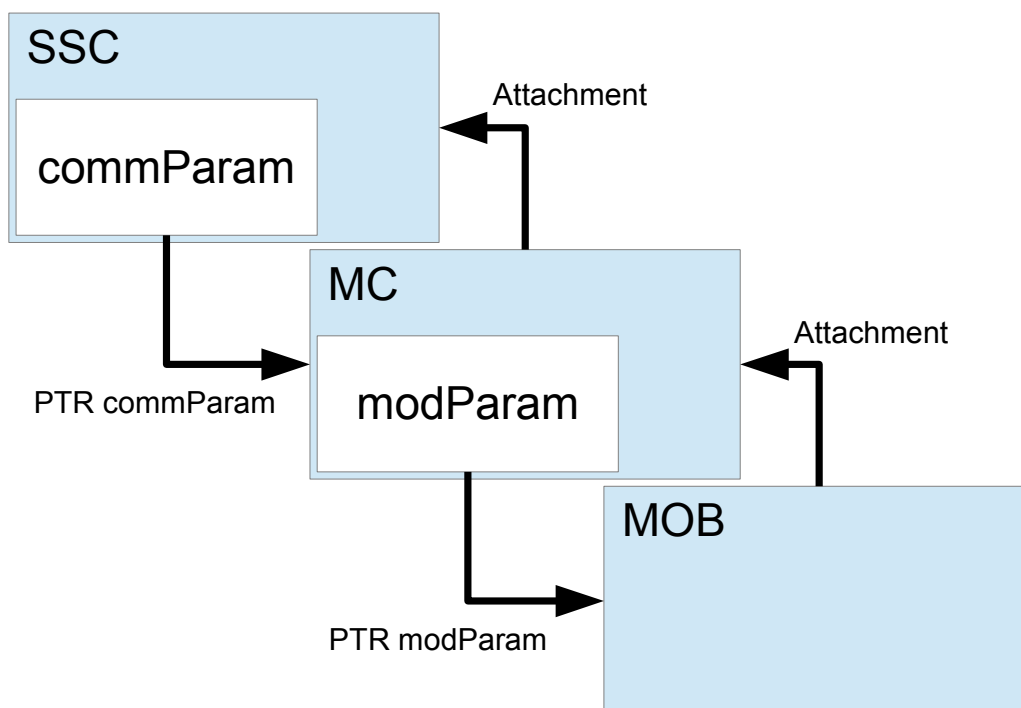 SSC
Attachment
commParam
MC
Attachment
PTR commParam
modParam
MOB
PTR modParam